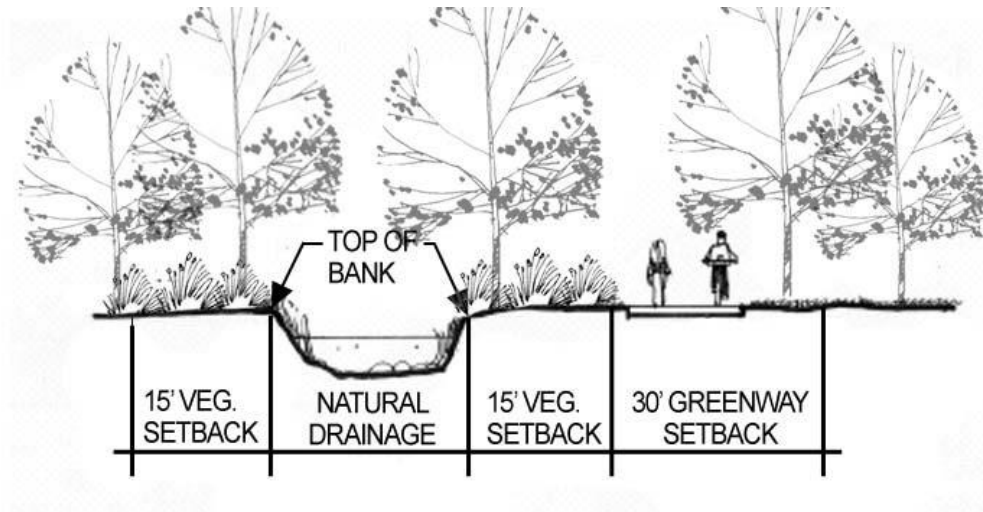 TOP OF
BANK
15' VEG.
SETBACK
NATURAL
DRAINAGE
15' VEG.
SETBACK
30' GREENWAY
SETBACK